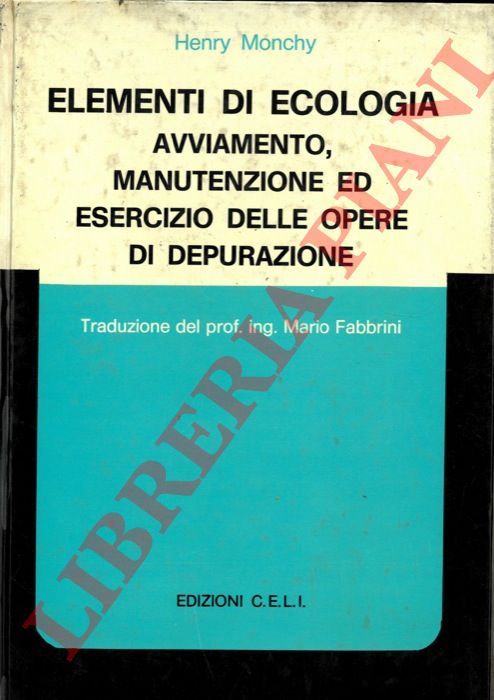 Henry Monchy
ELEMENTI DI ECOLOGIA
AVVIAMENTO,
MANUTENZIONE ED
ESERCIZIO DELLE OPERE
DI DEPURAZIONE
Traduzione del prof. ing. Mario Fabbrini
EDIZIONI C.E.L.I.
LIBRERIA PIANI